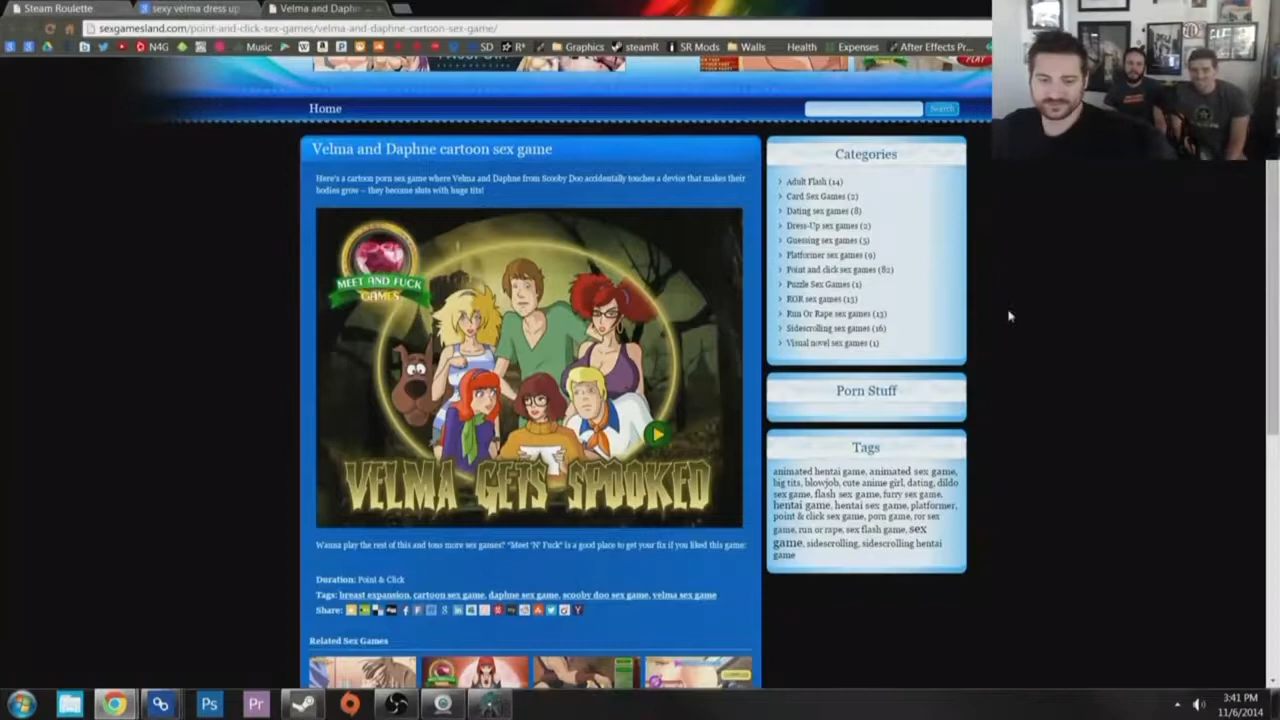 Steam Roulette
sexy velma dress up
Velma and Daphn
sexgamesland.com/point-and-click-sex-games/velma-and-daphne-cartoon-sex-game/
N4G
Music
SD
R*
Graphics
steamR
SR Mods
Walls
Health
Expenses
After Effects Pr...
PLAY
Home
Search
Velma and Daphne cartoon sex game
Here's a cartoon porn sex game where Velma and Daphne from Scooby Doo accidentally touches a device that makes their
bodies grow – they become sluts with huge tits!
MEET AND FUCK
GAMES
VELMA GETS SPOOKED
Wanna play the rest of this and tons more sex games? "Meet 'N' Fuck" is a good place to get your fix if you liked this game:
Duration: Point & Click
Tags: breast expansion, cartoon sex game, daphne sex game, scooby doo sex game, velma sex game
Share:
Related Sex Games
Categories
Adult Flash (14)
Card Sex Games (2)
Dating sex games (8)
Dress-Up sex games (2)
Guessing sex games (5)
Platformer sex games (9)
Point and click sex games (82)
Puzzle Sex Games (1)
ROR sex games (13)
Run Or Rape sex games (13)
Sidescrolling sex games (16)
Visual novel sex games (1)
Porn Stuff
Tags
animated hentai game, animated sex game,
big tits, blowjob, cute anime girl, dating, dildo
sex game, flash sex game, furry sex game,
hentai game, hentai sex game, platformer,
point & click sex game, porn game, ror sex
game, run or rape, sex flash game, sex
game, sidescrolling, sidescrolling hentai
game
Ps
Pr
3:41 PM
11/6/2014